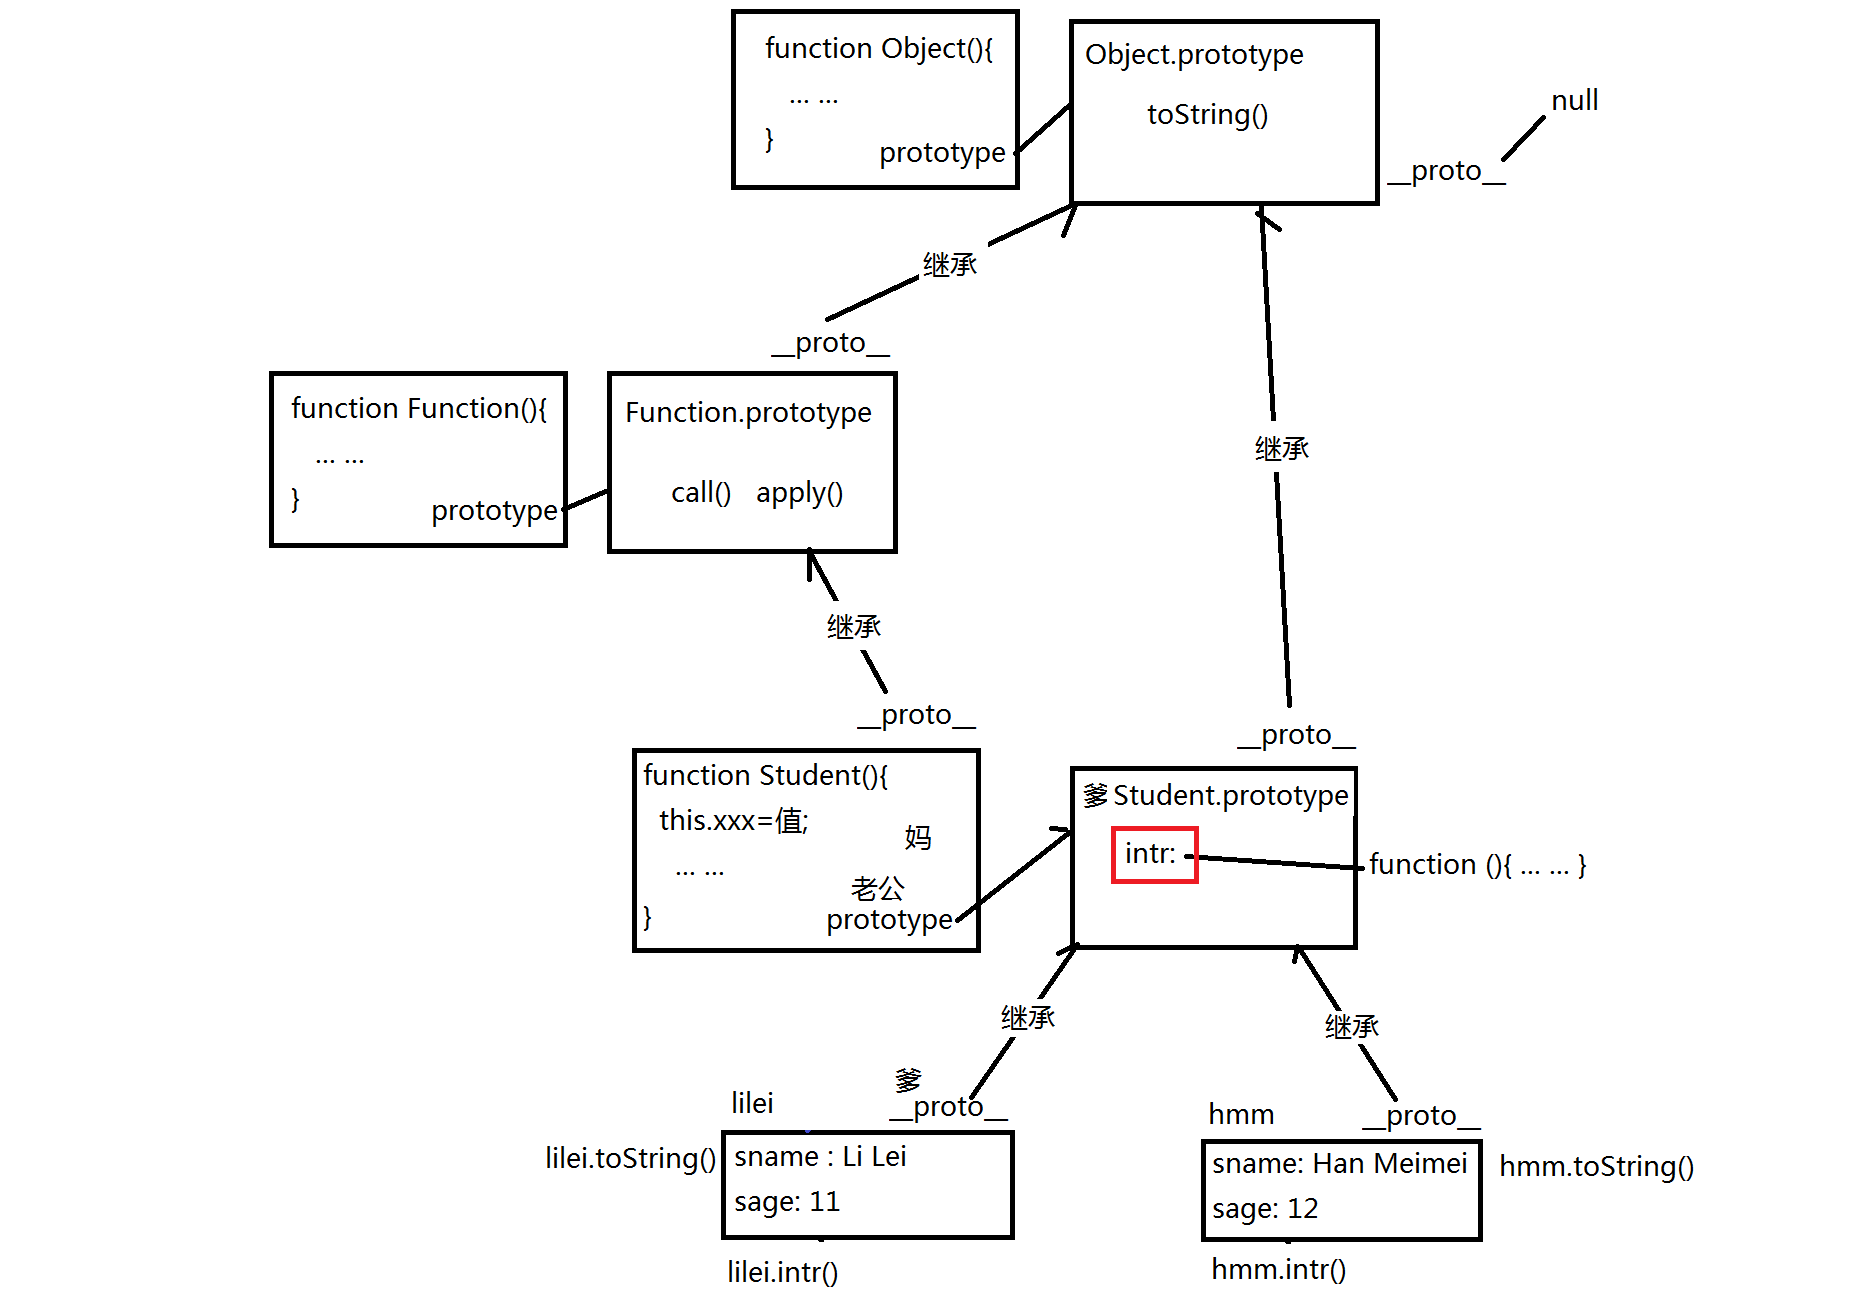 function Object(){
... ...
}
prototype
Object.prototype
toString()
null
__proto__
继承
__proto__
function Function(){
... ...
}
prototype
Function.prototype
call() apply()
继承
继承
__proto__
__proto__
function Student(){
this.xxx=值;
妈
... ...
老公
}
prototype
爹 Student.prototype
intr:
function (){ ... ... }
继承
继承
爹
lilei
__proto__
hmm
__proto__
lilei.toString()
sname : Li Lei
sage: 11
sname: Han Meimei
sage: 12
hmm.toString()
lilei.intr()
hmm.intr()